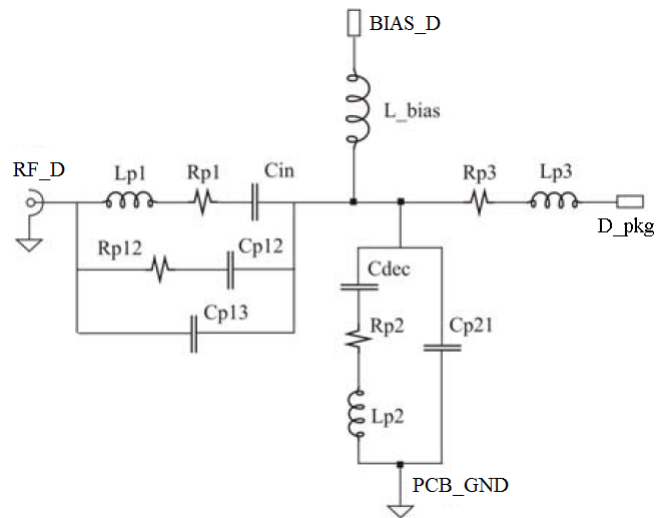 BIAS_D
L_bias
RF_D
Lp1
Rp1
Cin
Rp3
Lp3
D_pkg
Rp12
Cp12
Cp13
Cdec
Rp2
Cp21
Lp2
PCB_GND